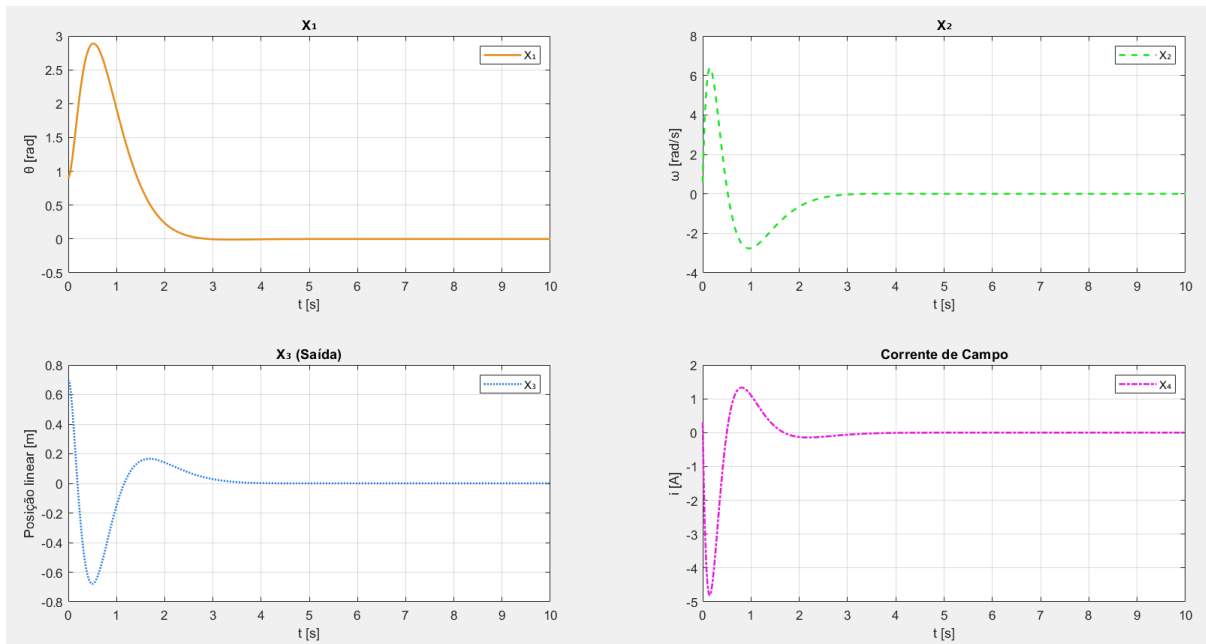 X₁
3
2.5
2
1.5
1
0.5
0
-0.5
θ [rad]
X₁
0 1 2 3 4 5 6 7 8 9 10
t [s]
X₂
8
6
4
2
0
-2
-4
ω [rad/s]
X₂
0 1 2 3 4 5 6 7 8 9 10
t [s]
X₃ (Saída)
0.8
0.6
0.4
0.2
0
-0.2
-0.4
-0.6
-0.8
Posição linear [m]
X₃
0 1 2 3 4 5 6 7 8 9 10
t [s]
Corrente de Campo
2
1
0
-1
-2
-3
-4
-5
i [A]
X₄
0 1 2 3 4 5 6 7 8 9 10
t [s]